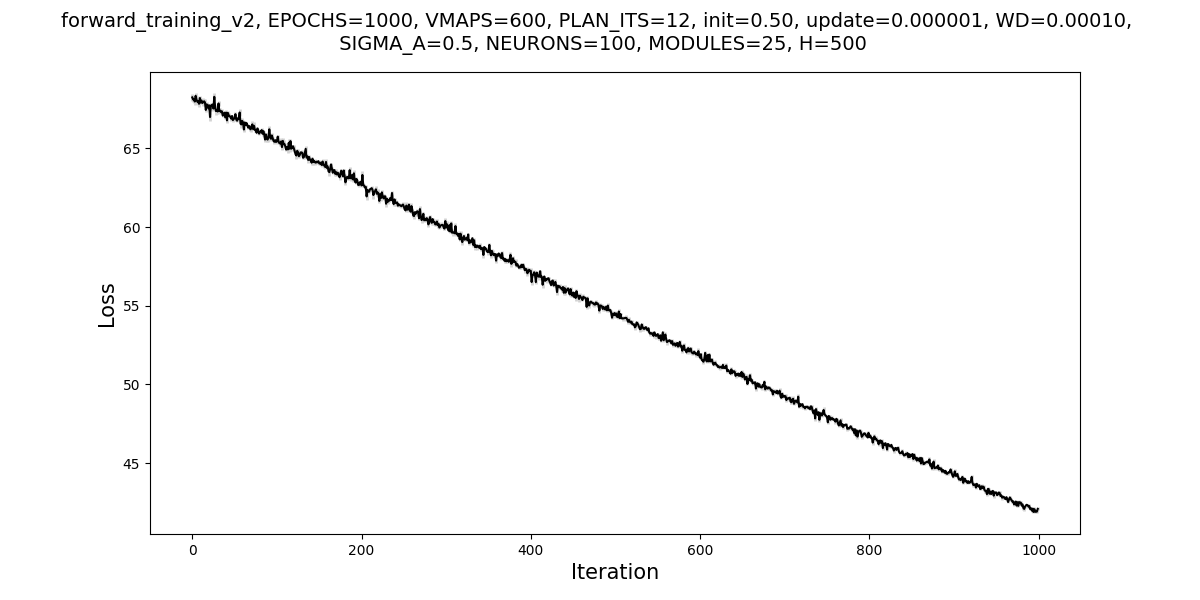 forward_training_v2, EPOCHS=1000, VMAPS=600, PLAN_ITS=12, init=0.50, update=0.000001, WD=0.00010,
SIGMA_A=0.5, NEURONS=100, MODULES=25, H=500
65
60
55
50
45
Loss
0 200 400 600 800 1000
Iteration